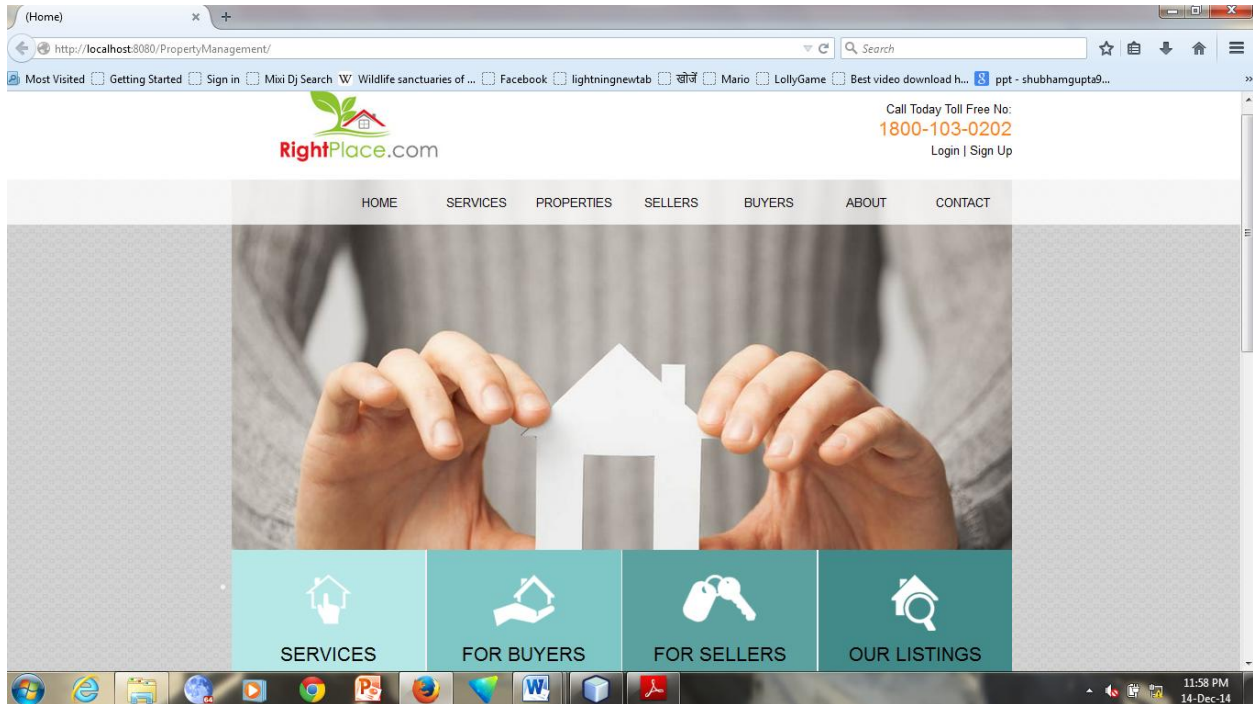 (Home)
http://localhost:8080/PropertyManagement/
Search
Most Visited Getting Started Sign in Mixi Dj Search W Wildlife sanctuaries of ... Facebook lightningnewtab खोजें Mario LollyGame Best video download h... 8 ppt - shubhamgupta9...
RightPlace.com
Call Today Toll Free No:
1800-103-0202
Login | Sign Up
HOME SERVICES PROPERTIES SELLERS BUYERS ABOUT CONTACT
SERVICES FOR BUYERS FOR SELLERS OUR LISTINGS
64
11:58 PM
14-Dec-14